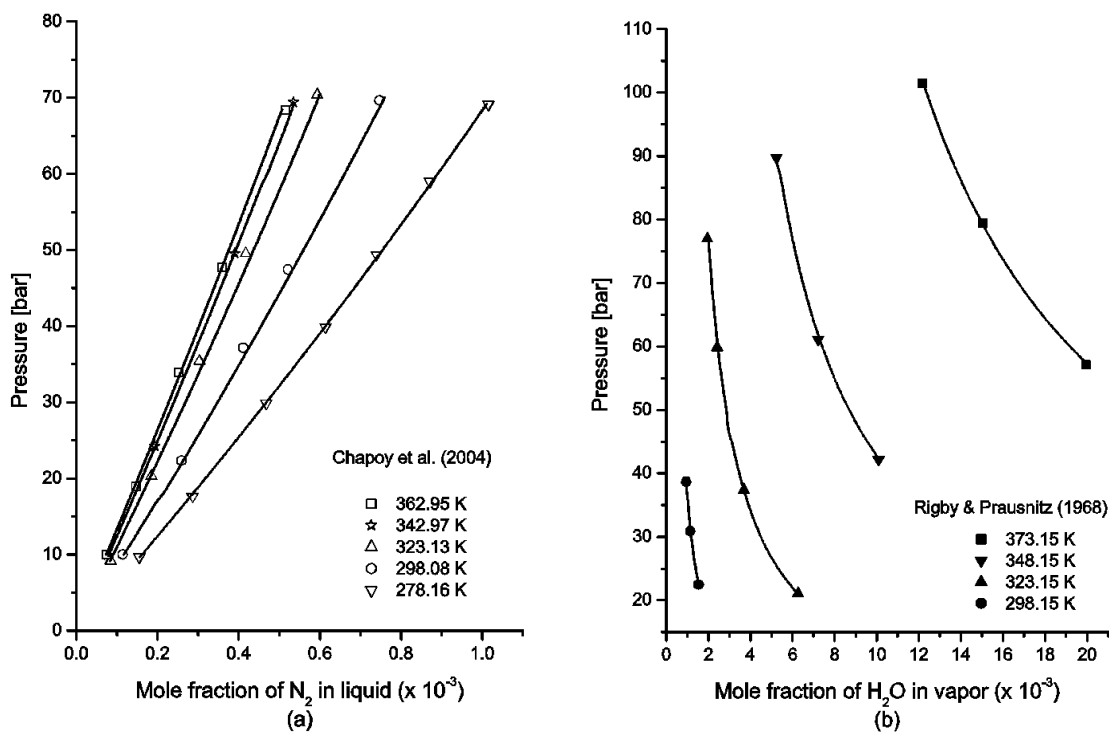 80
70
60
50
40
30
20
10
0
Pressure [bar]
0.0 0.2 0.4 0.6 0.8 1.0
Mole fraction of N2 in liquid (x 10-3)
(a)
Chapoy et al. (2004)
362.95 K
342.97 K
323.13 K
298.08 K
278.16 K
110
100
90
80
70
60
50
40
30
20
Pressure [bar]
0 2 4 6 8 10 12 14 16 18 20
Mole fraction of H2O in vapor (x 10-3)
(b)
Rigby & Prausnitz (1968)
373.15 K
348.15 K
323.15 K
298.15 K